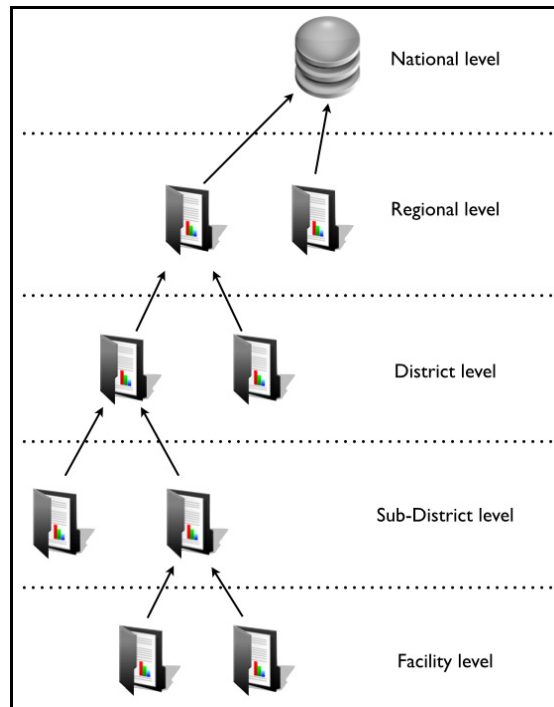 National level
Regional level
District level
Sub-District level
Facility level